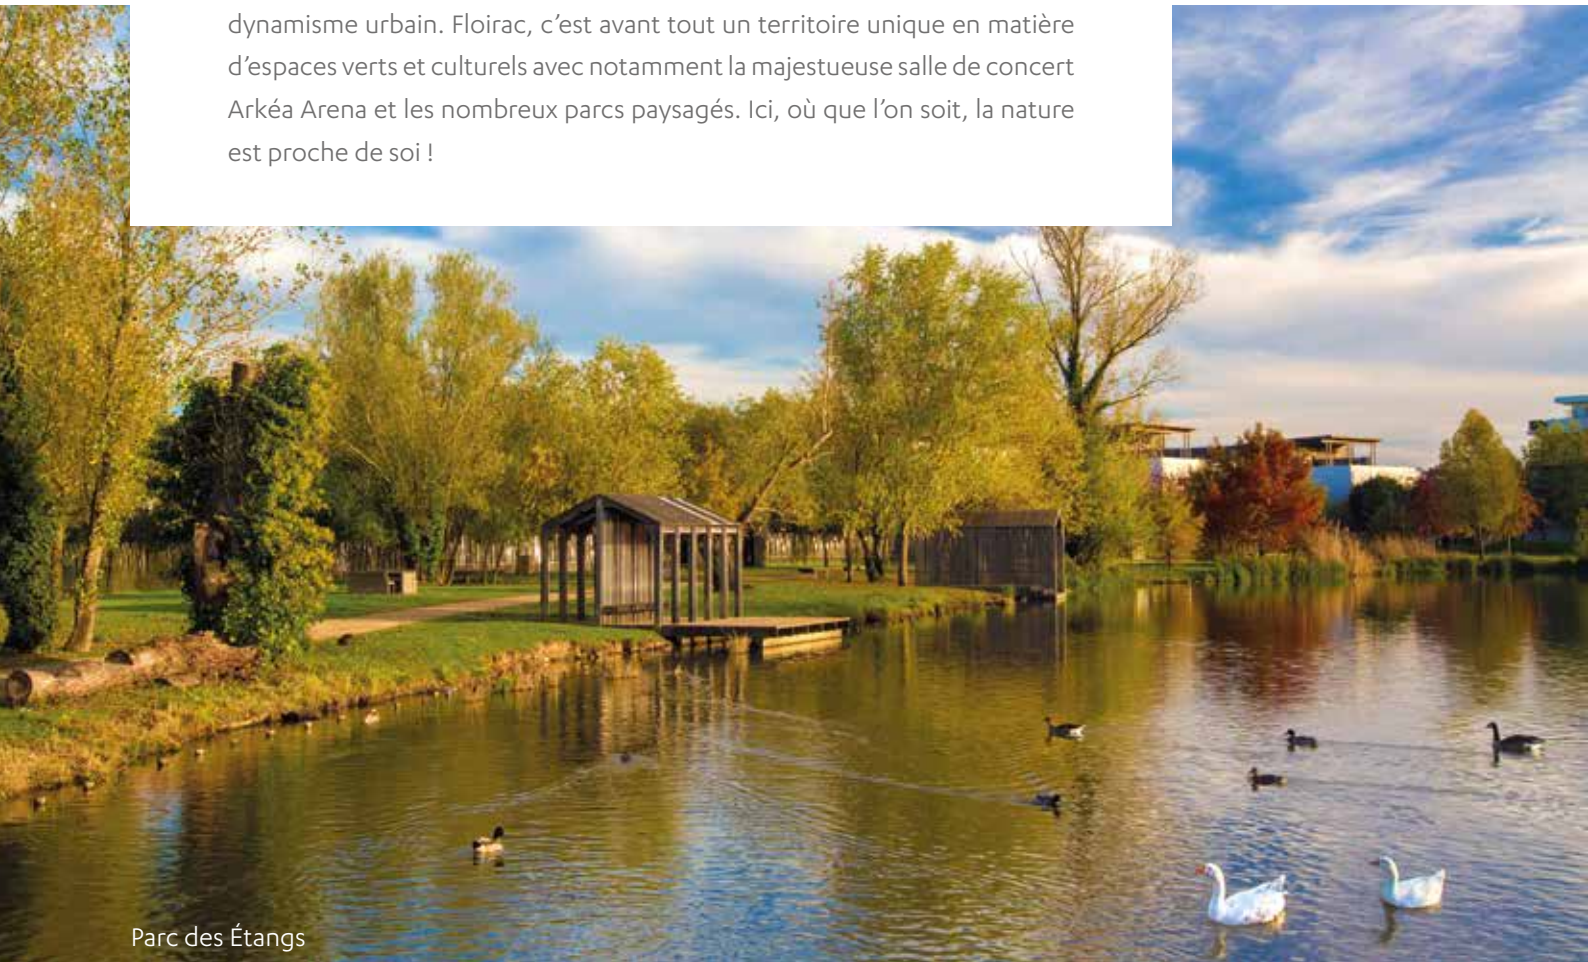 dynamisme urbain. Floirac, c’est avant tout un territoire unique en matière
d’espaces verts et culturels avec notamment la majestueuse salle de concert
Arkéa Arena et les nombreux parcs paysagés. Ici, où que l’on soit, la nature
est proche de soi !
Parc des Étangs